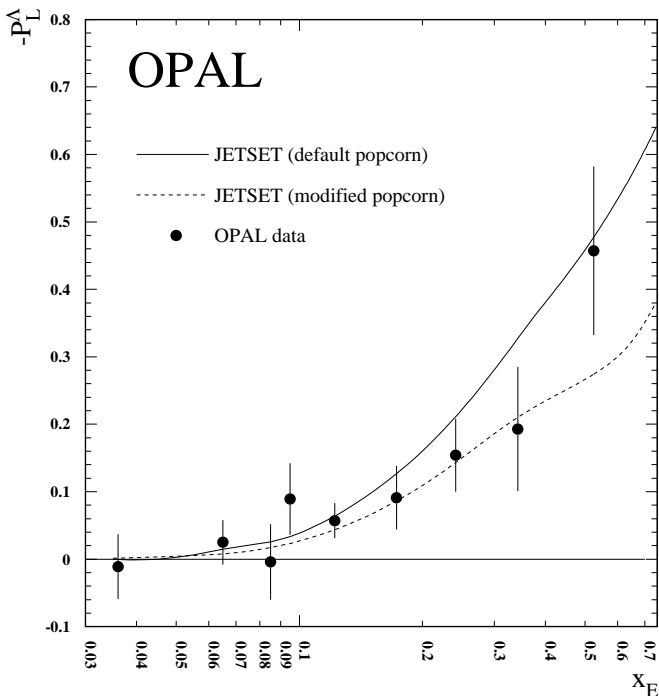 -P_L^Λ
0.8
OPAL
0.7
0.6
JETSET (default popcorn)
JETSET (modified popcorn)
0.5
OPAL data
0.4
0.3
0.2
0.1
0
-0.1
0.03 0.04 0.05 0.06 0.07 0.08 0.09 0.1 0.2 0.3 0.4 0.5 0.6 0.7
x_E